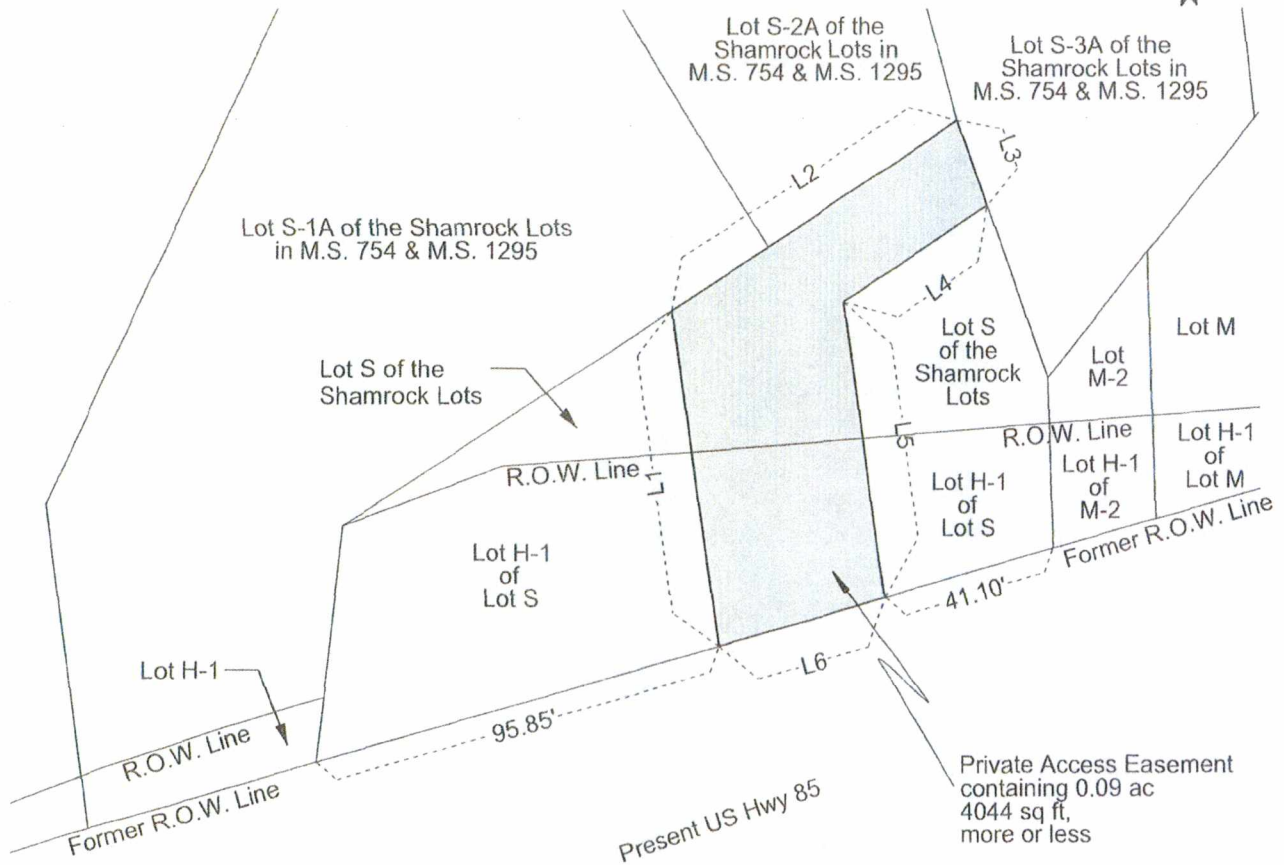 Lot S-2A of the
Shamrock Lots in
M.S. 754 & M.S. 1295
Lot S-3A of the
Shamrock Lots in
M.S. 754 & M.S. 1295
L2
L3
Lot S-1A of the Shamrock Lots
in M.S. 754 & M.S. 1295
L4
Lot S
of the
Shamrock
Lots
Lot
M-2
Lot M
Lot S of the
Shamrock Lots
L1
L5
R.O.W. Line
R.O.W. Line
Lot H-1
of
Lot S
Lot H-1
of
Lot S
Lot H-1
of
M-2
Lot H-1
of
Lot M
Former R.O.W. Line
41.10'
L6
Lot H-1
95.85'
R.O.W. Line
Former R.O.W. Line
Present US Hwy 85
Private Access Easement
containing 0.09 ac
4044 sq ft,
more or less